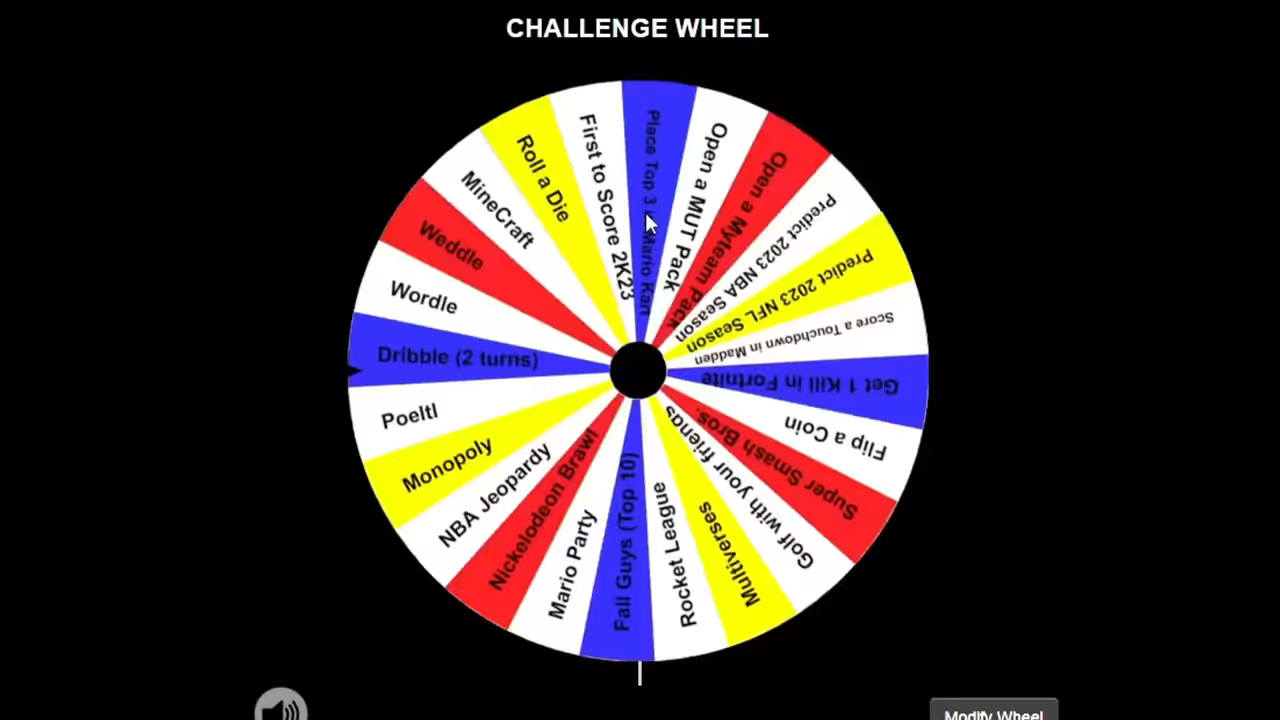 CHALLENGE WHEEL
Place Top 3 Mario Kart
Open a MUT Pack
Open a Myteam Pack
Predict 2023 NBA Season
Predict 2023 NFL Season
Score a Touchdown in Madden
Get 1 Kill in Fortnite
Flip a Coin
Super Smash Bros.
Golf with your friends
Multiverses
Rocket League
Fall Guys (Top 10)
Mario Party
Nickelodeon Brawl
NBA Jeopardy
Monopoly
Poeltl
Dribble (2 turns)
Wordle
Weddle
MineCraft
Roll a Die
First to Score 2K23
Modify Wheel